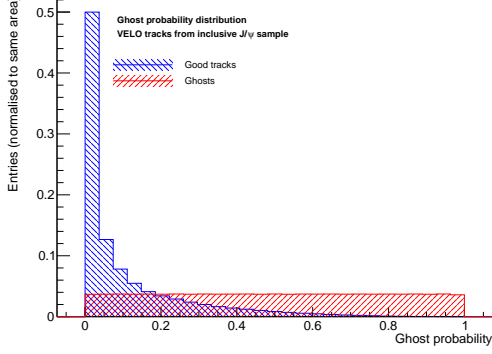 Ghost probability distribution
VELO tracks from inclusive J/ψ sample
Good tracks
Ghosts
Entries (normalised to same area)
0.5
0.4
0.3
0.2
0.1
0
0 0.2 0.4 0.6 0.8 1
Ghost probability